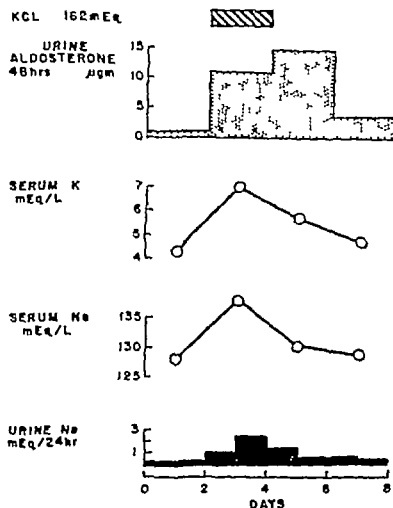 KCL 162mEq
URINE
ALDOSTERONE
48hrs μgm
15
10
5
0
SERUM K
mEq/L
7
6
5
4
SERUM Na
mEq/L
135
130
125
URINE Na
mEq/24hr
3
1
0 2 4 6 8
DAYS